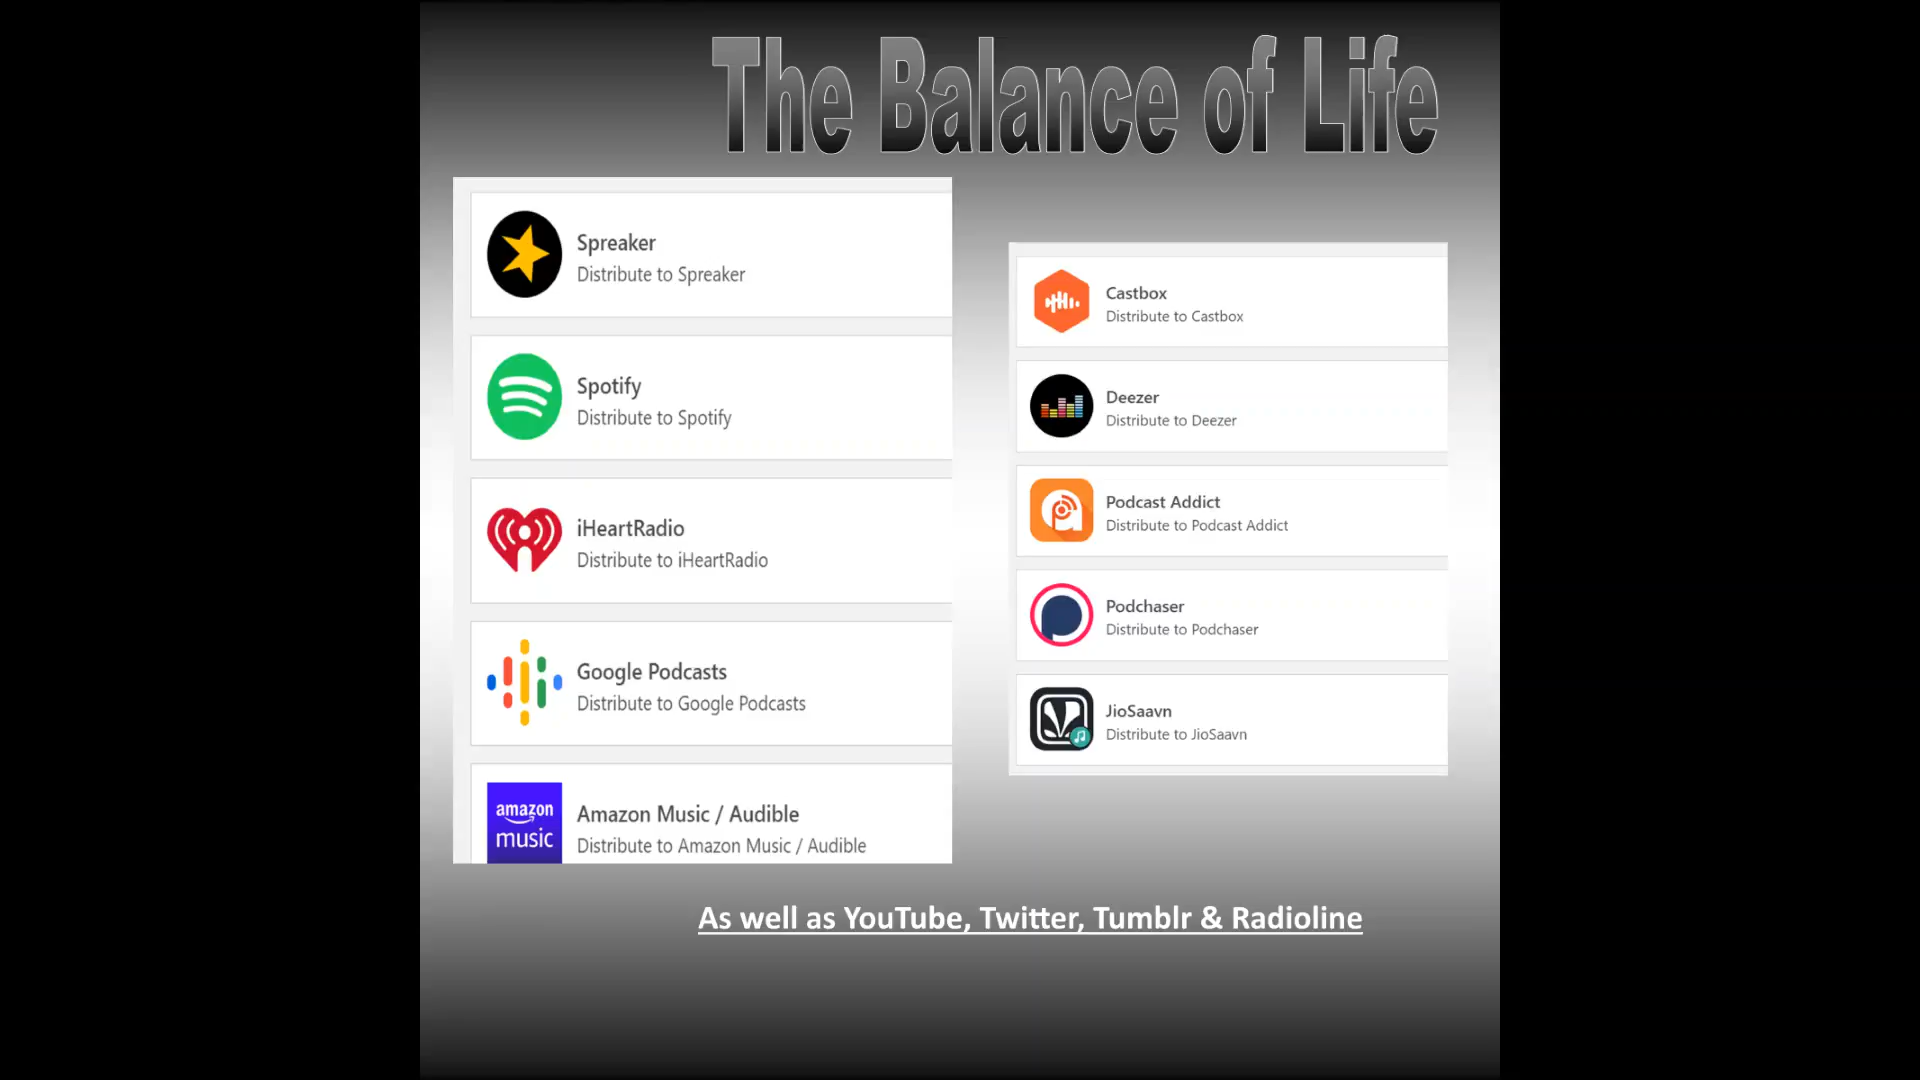 The Balance of Life
Spreaker
Distribute to Spreaker
Spotify
Distribute to Spotify
iHeartRadio
Distribute to iHeartRadio
Google Podcasts
Distribute to Google Podcasts
amazon
music
Amazon Music / Audible
Distribute to Amazon Music / Audible
Castbox
Distribute to Castbox
Deezer
Distribute to Deezer
Podcast Addict
Distribute to Podcast Addict
Podchaser
Distribute to Podchaser
JioSaavn
Distribute to JioSaavn
As well as YouTube, Twitter, Tumblr & Radioline